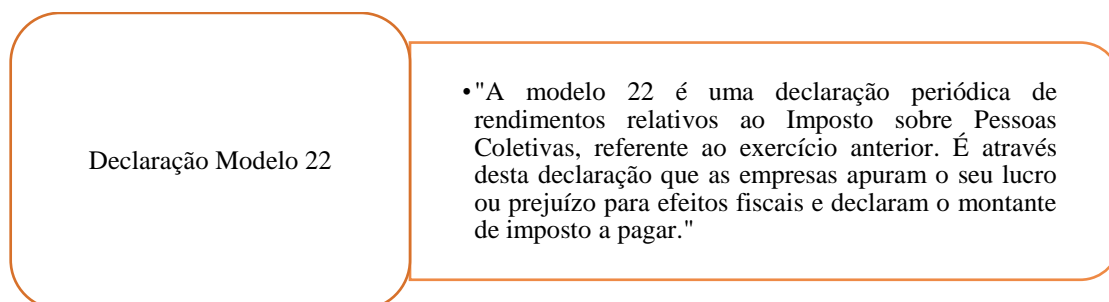 Declaração Modelo 22
•"A modelo 22 é uma declaração periódica de
rendimentos relativos ao Imposto sobre Pessoas
Coletivas, referente ao exercício anterior. É através
desta declaração que as empresas apuram o seu lucro
ou prejuízo para efeitos fiscais e declaram o montante
de imposto a pagar."